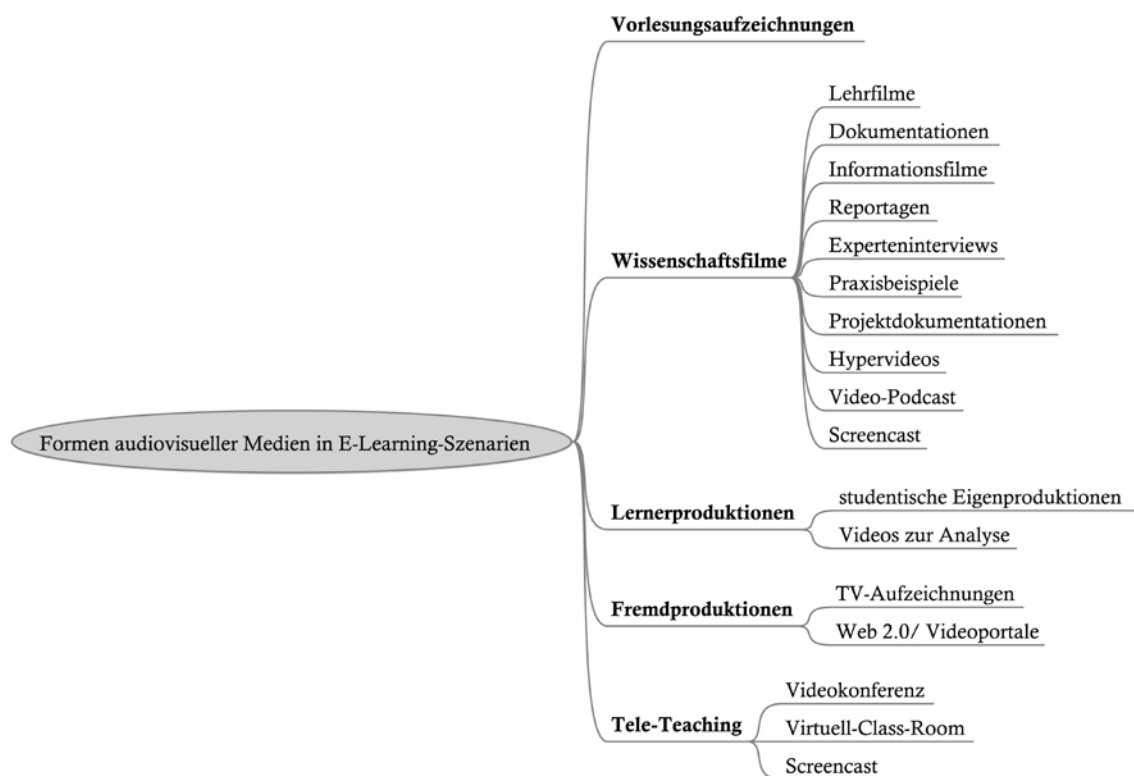 Vorlesungsaufzeichnungen
Lehrfilme
Dokumentationen
Informationsfilme
Reportagen
Experteninterviews
Wissenschaftsfilme
Praxisbeispiele
Projektdokumentationen
Hypervideos
Video-Podcast
Screencast
Formen audiovisueller Medien in E-Learning-Szenarien
studentische Eigenproduktionen
Lernerproduktionen
Videos zur Analyse
TV-Aufzeichnungen
Fremdproduktionen
Web 2.0/ Videoportale
Videokonferenz
Tele-Teaching
Virtuell-Class-Room
Screencast